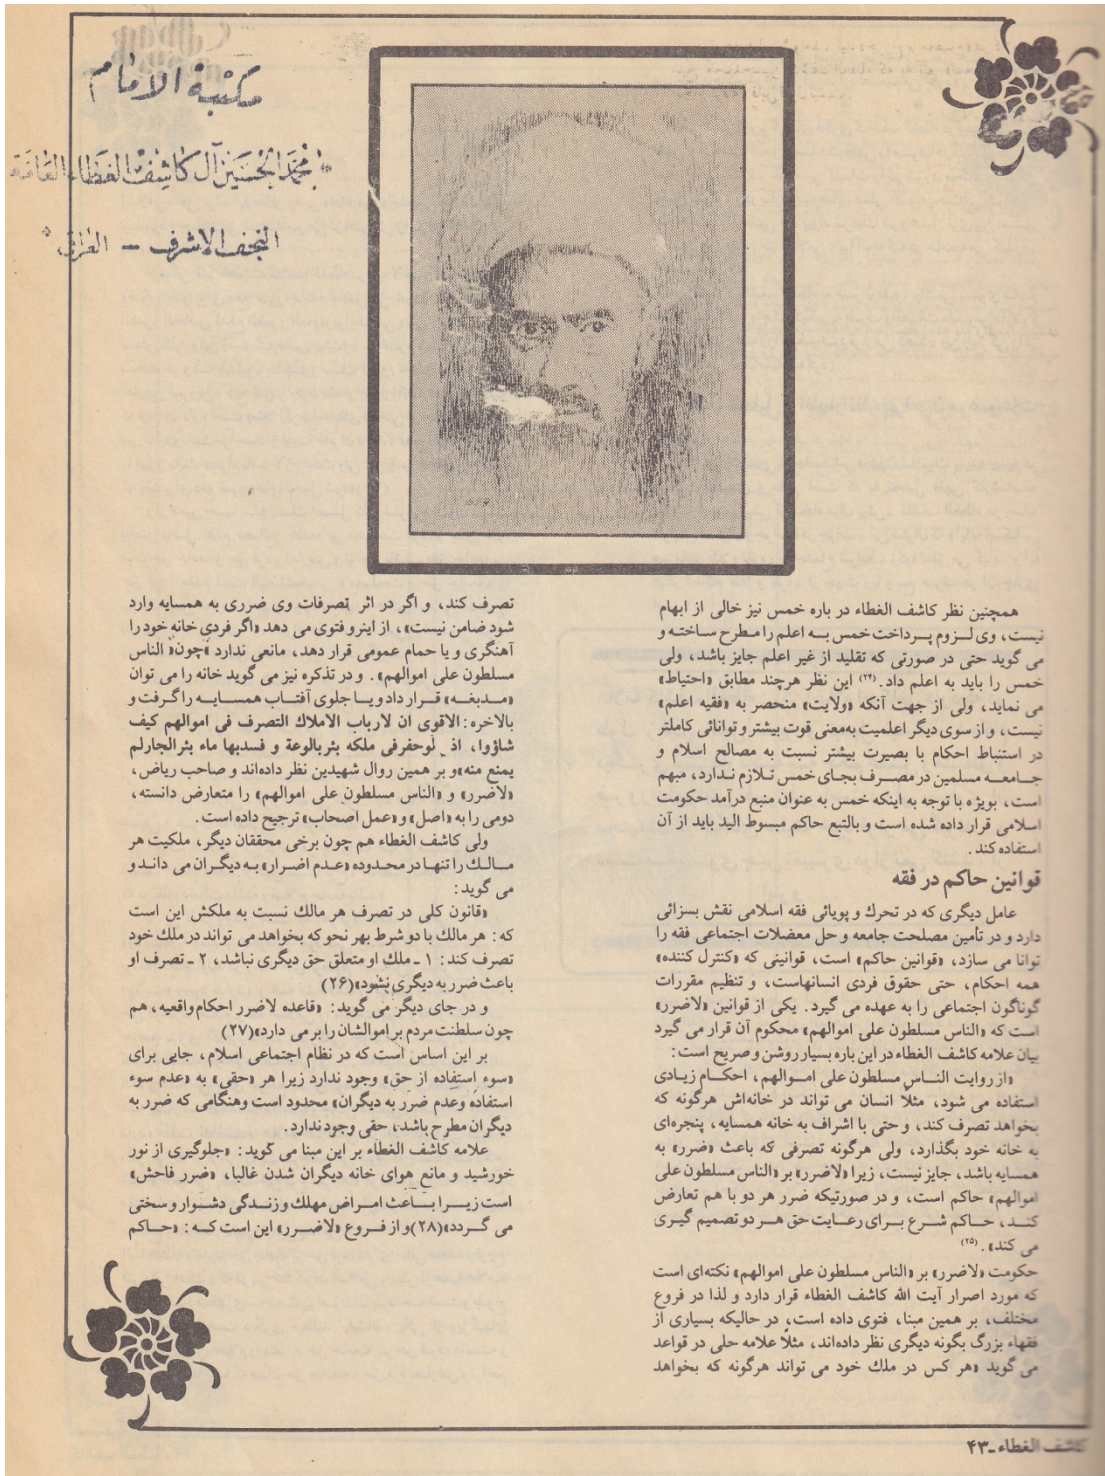 مكتبة الامام
محمد الحسين آل كاشف الغطاء العامة
النجف الاشرف - العراق
همچنین نظر کاشف الغطاء در باره خمس نیز خالی از ابهام
نیست، وی لـزوم پـرداخت خمس بـه اعلم را مـطرح سـاختـه و
می گوید حتی در صورتی که تقلید از غیر اعلم جایز باشد، ولی
خمس را باید به اعلم داد. (۲۴) این نظر هرچند مطابق «احتیاط»
می نماید، ولی از جهت آنکه «ولایت» منحصر به «فقیه اعلم»
نیست، و از سوی دیگر اعلمیت به‌معنی قوت بیشتر و توانائی کاملتر
در استنباط احکام با بصیرت بیشتر نسبت به مصالح اسلام و
جـامعـه مسلمین در مصـرف بجـای خمس تـلازم نـدارد، مبهم
است، بویژه با توجه به اینکه خمس به عنوان منبع درآمد حکومت
اسلامی قرار داده شده است و بالتبع حاکم مبسوط الید باید از آن
استفاده کند.
قوانین حاکم در فقه
عامل دیگری که در تحرك و پویائی فقه اسلامی نقش بسزائی
دارد و در تأمین مصلحت جامعه و حل معضلات اجتماعی فقه را
توانا می سازد، «قوانین حاکم» است، قوانینی که «کنترل کننده»
همه احکام، حتی حقوق فردی انسانهاست، و تنظیم مقررات
گوناگون اجتماعی را به عهده می گیرد. یکی از قوانین «لاضرر»
است که «الناس مسلطون علی اموالهم» محکوم آن قرار می گیرد
بیان علامه کاشف الغطاء در این باره بسیار روشن و صریح است:
«از روایت النـاس مسلطون علی امـوالهم، احکـام زیـادی
استفاده می شود، مثلاً انسان می تواند در خانه‌اش هرگونه که
بخواهد تصرف کند، و حتی با اشراف به خانه همسایه، پنجره‌ای
به خانه خود بگذارد، ولی هرگونه تصرفی که باعث «ضرر» به
همسایه باشد، جایز نیست، زیرا «لاضرر» بر «الناس مسلطون علی
اموالهم» حاکم است، و در صورتیکه ضرر هر دو با هم تعارض
کنـد، حـاکم شرع بـرای رعـایت حق هـر دو تصمیم گیـری
می کند». (۲۵)
حکومت «لاضرر» بر «الناس مسلطون علی اموالهم» نکته‌ای است
که مورد اصرار آیت الله کاشف الغطاء قرار دارد و لذا در فروع
مختلف، بر همین مبنا، فتوی داده است، در حالیکه بسیاری از
فقهاء بزرگ بگونه دیگری نظر داده‌اند، مثلاً علامه حلی در قواعد
می گوید «هر کس در ملك خود می تواند هرگونه که بخواهد
تصرف کند، و اگر در اثر تصرفات وی ضرری به همسایه وارد
شود ضامن نیست»، از اینرو فتوی می دهد «اگر فردی خانه خود را
آهنگری و یا حمام عمومی قرار دهد، مانعی ندارد «چون» الناس
مسلطون علی اموالهم». و در تذکره نیز می گوید خانه را می توان
«مـدبغـه» قـرار داد و یـا جلوی آفتـاب همسـایـه را گرفت و
بالاخره: الاقوی ان لارباب الاملاك التصرف فی اموالهم کیف
شاؤوا، اذ لوحفرفی ملکه بئربالوعة و فسدبها ماء بئرالجارلم
یمنع منه» و بر همین روال شهیدین نظر داده‌اند و صاحب ریاض،
«لاضرر» و «الناس مسلطون علی اموالهم» را متعارض دانسته،
دومی را به «اصل» و «عمل اصحاب» ترجیح داده است.
ولی کاشف الغطاء هم چون برخی محققان دیگر، ملکیت هر
مـالـك را تنهـا در محـدوده «عـدم اضـرار» بـه دیگـران می دانـد و
می گوید:
«قانون کلی در تصرف هر مالك نسبت به ملکش این است
که: هر مالك با دو شرط بهر نحو که بخواهد می تواند در ملك خود
تصرف کند: ۱ ـ ملك او متعلق حق دیگری نباشد، ۲ ـ تصرف او
باعث ضرر به دیگری نشود»(۲۶)
و در جای دیگر می گوید: «قاعده لاضرر احکام واقعیه، هم
چون سلطنت مردم بر اموالشان را بر می دارد»(۲۷)
بر این اساس است که در نظام اجتماعی اسلام، جایی برای
«سوء استفاده از حق» وجود ندارد زیرا هر «حقی» به «عدم سوء
استفاده وعدم ضرر به دیگران» محدود است وهنگامی که ضرر به
دیگران مطرح باشد، حقی وجود ندارد.
علامه کاشف الغطاء بر این مبنا می گوید: «جلوگیری از نور
خورشید و مانع هوای خانه دیگران شدن غالبا، «ضرر فاحش»
است زیـرا بـاعث امـراض مهلك و زنـدگی دشـوار و سختی
می گردد»(۲۸) و از فـروع «لاضـرر» این است کـه: «حـاکم
کاشف الغطاء ـ ۴۳